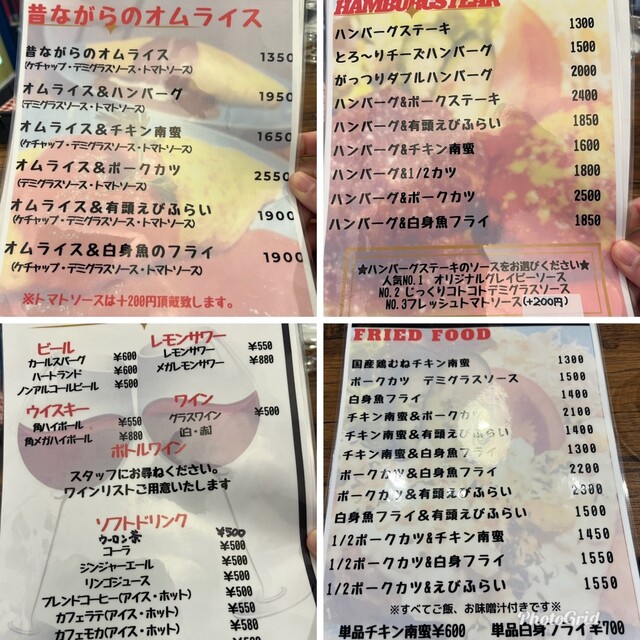 昔ながらのオムライス
昔ながらのオムライス 1350
(ケチャップ・デミグラスソース・トマトソース)
オムライス&ハンバーグ 1950
(デミグラスソース・トマトソース)
オムライス&チキン南蛮 1650
(ケチャップ・デミグラスソース・トマトソース)
オムライス&ポークカツ 2550
(デミグラスソース・トマトソース)
オムライス&有頭えびふらい 1900
(ケチャップ・デミグラスソース・トマトソース)
オムライス&白身魚のフライ 1900
(ケチャップ・デミグラスソース・トマトソース)
※トマトソースは+200円頂戴致します。
HAMBURGSTEAK
ハンバーグステーキ 1300
とろ~りチーズハンバーグ 1500
がっつりダブルハンバーグ 2000
ハンバーグ&ポークステーキ 2400
ハンバーグ&有頭えびふらい 1850
ハンバーグ&チキン南蛮 1600
ハンバーグ&1/2カツ 1800
ハンバーグ&ポークカツ 2500
ハンバーグ&白身魚フライ 1850
★ハンバーグステーキのソースをお選びください★
人気NO.1 オリジナルグレイビーソース
NO.2 じっくりコトコトデミグラスソース
NO.3フレッシュトマトソース(+200円)
ビール
カールスバーグ ¥600
ハートランド ¥600
ノンアルコールビール ¥500
レモンサワー
レモンサワー ¥550
メガレモンサワー ¥880
ウイスキー
角ハイボール ¥550
角メガハイボール ¥880
ワイン
グラスワイン ¥500
(白・赤)
ボトルワイン
スタッフにお尋ねください。
ワインリストご用意いたします
ソフトドリンク
ウーロン茶 ¥500
コーラ ¥500
ジンジャーエール ¥500
リンゴジュース ¥500
ブレンドコーヒー(アイス・ホット) ¥500
カフェラテ(アイス・ホット) ¥550
カフェモカ(アイス・ホット) ¥580
FRIED FOOD
国産鶏むねチキン南蛮 1300
ポークカツ デミグラスソース 1500
白身魚フライ 1400
チキン南蛮&ポークカツ 2100
チキン南蛮&有頭えびふらい 1400
チキン南蛮&白身魚フライ 1300
ポークカツ&白身魚フライ 2200
ポークカツ&有頭えびふらい 2300
白身魚フライ&有頭えびふらい 1500
1/2ポークカツ&チキン南蛮 1450
1/2ポークカツ&白身魚フライ 1550
1/2ポークカツ&えびふらい 1550
※すべてご飯、お味噌汁付きです※
単品チキン南蛮¥600 単品白身フライ¥700
PhotoGrid